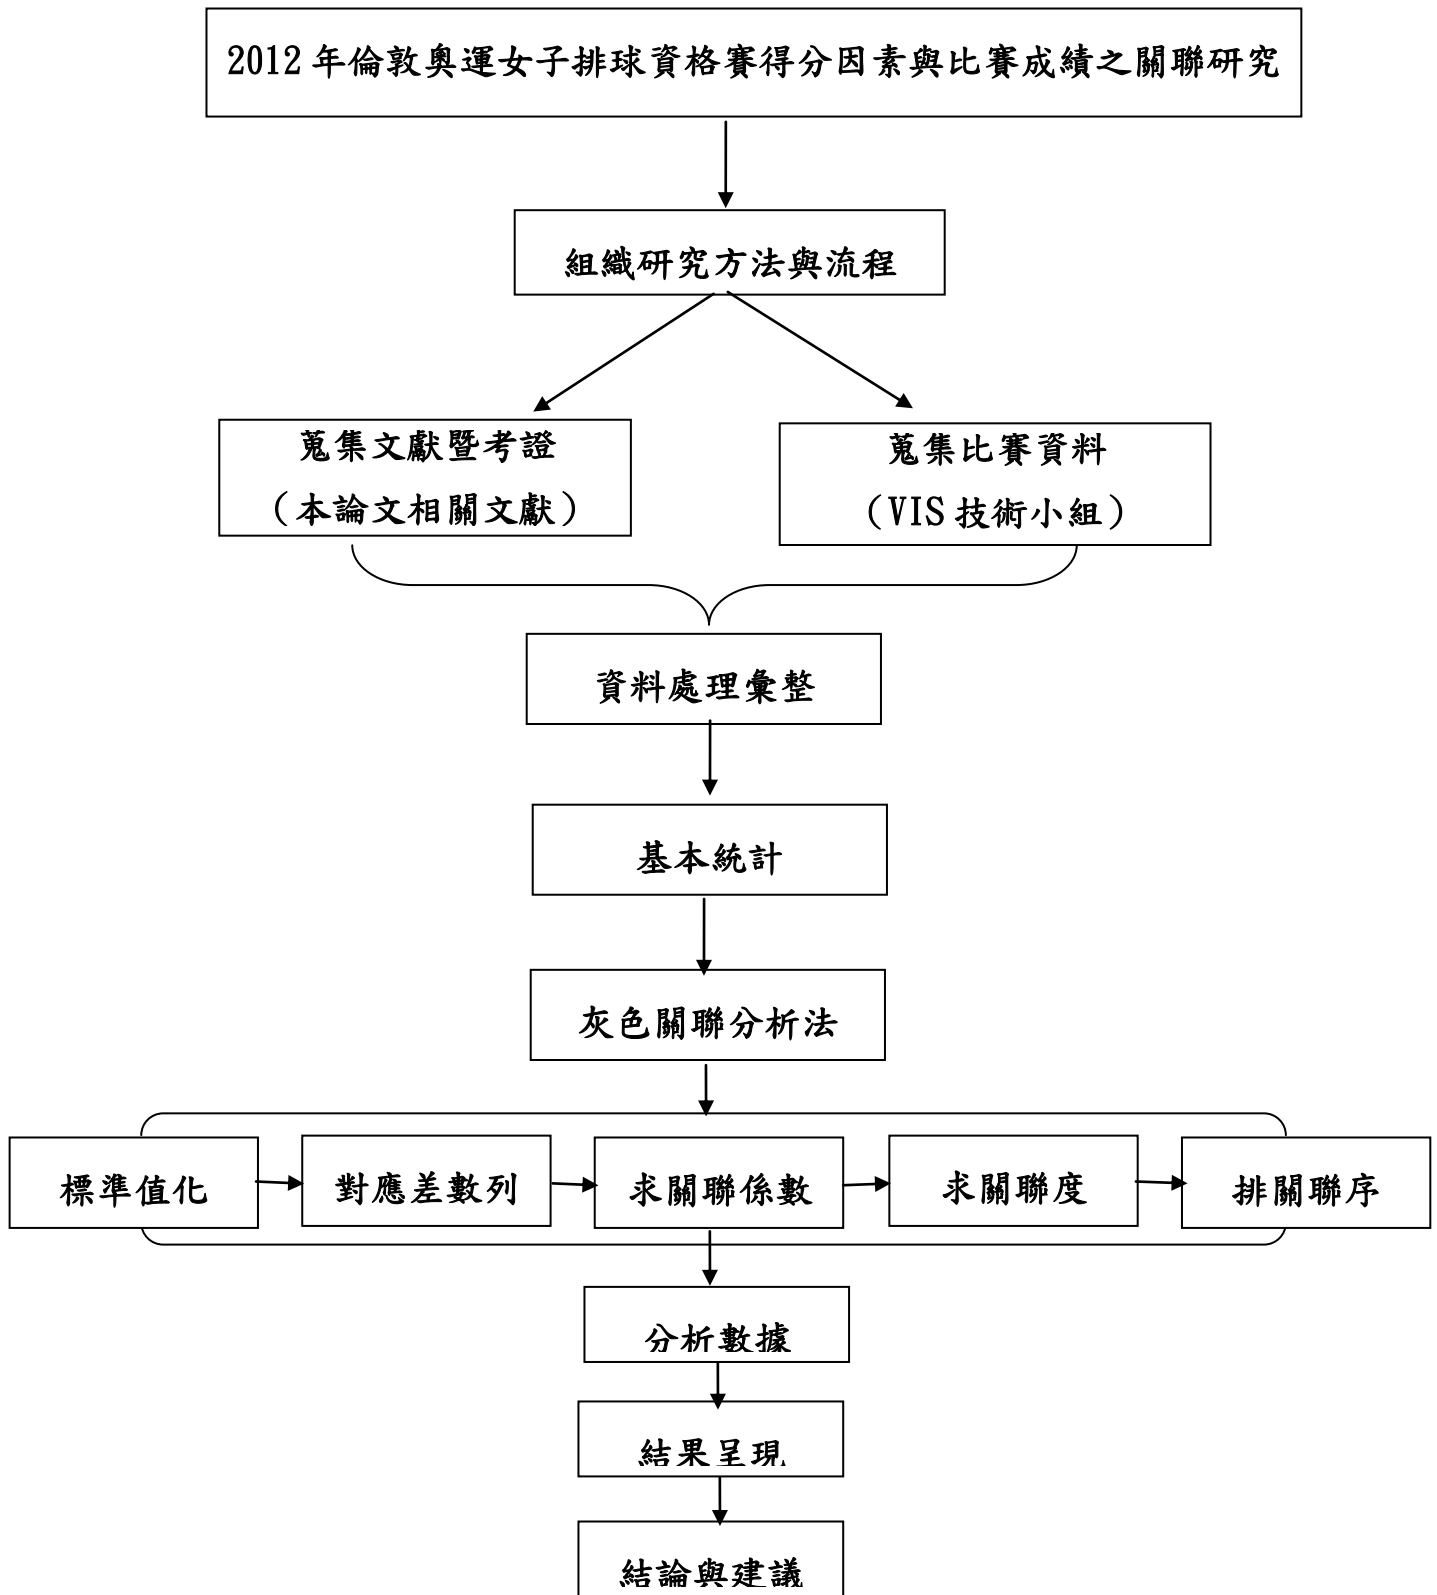 2012年倫敦奧運女子排球資格賽得分因素與比賽成績之關聯研究
組織研究方法與流程
蒐集文獻暨考證
（本論文相關文獻）
蒐集比賽資料
（VIS技術小組）
資料處理彙整
基本統計
灰色關聯分析法
標準值化
對應差數列
求關聯係數
求關聯度
排關聯序
分析數據
結果呈現
結論與建議